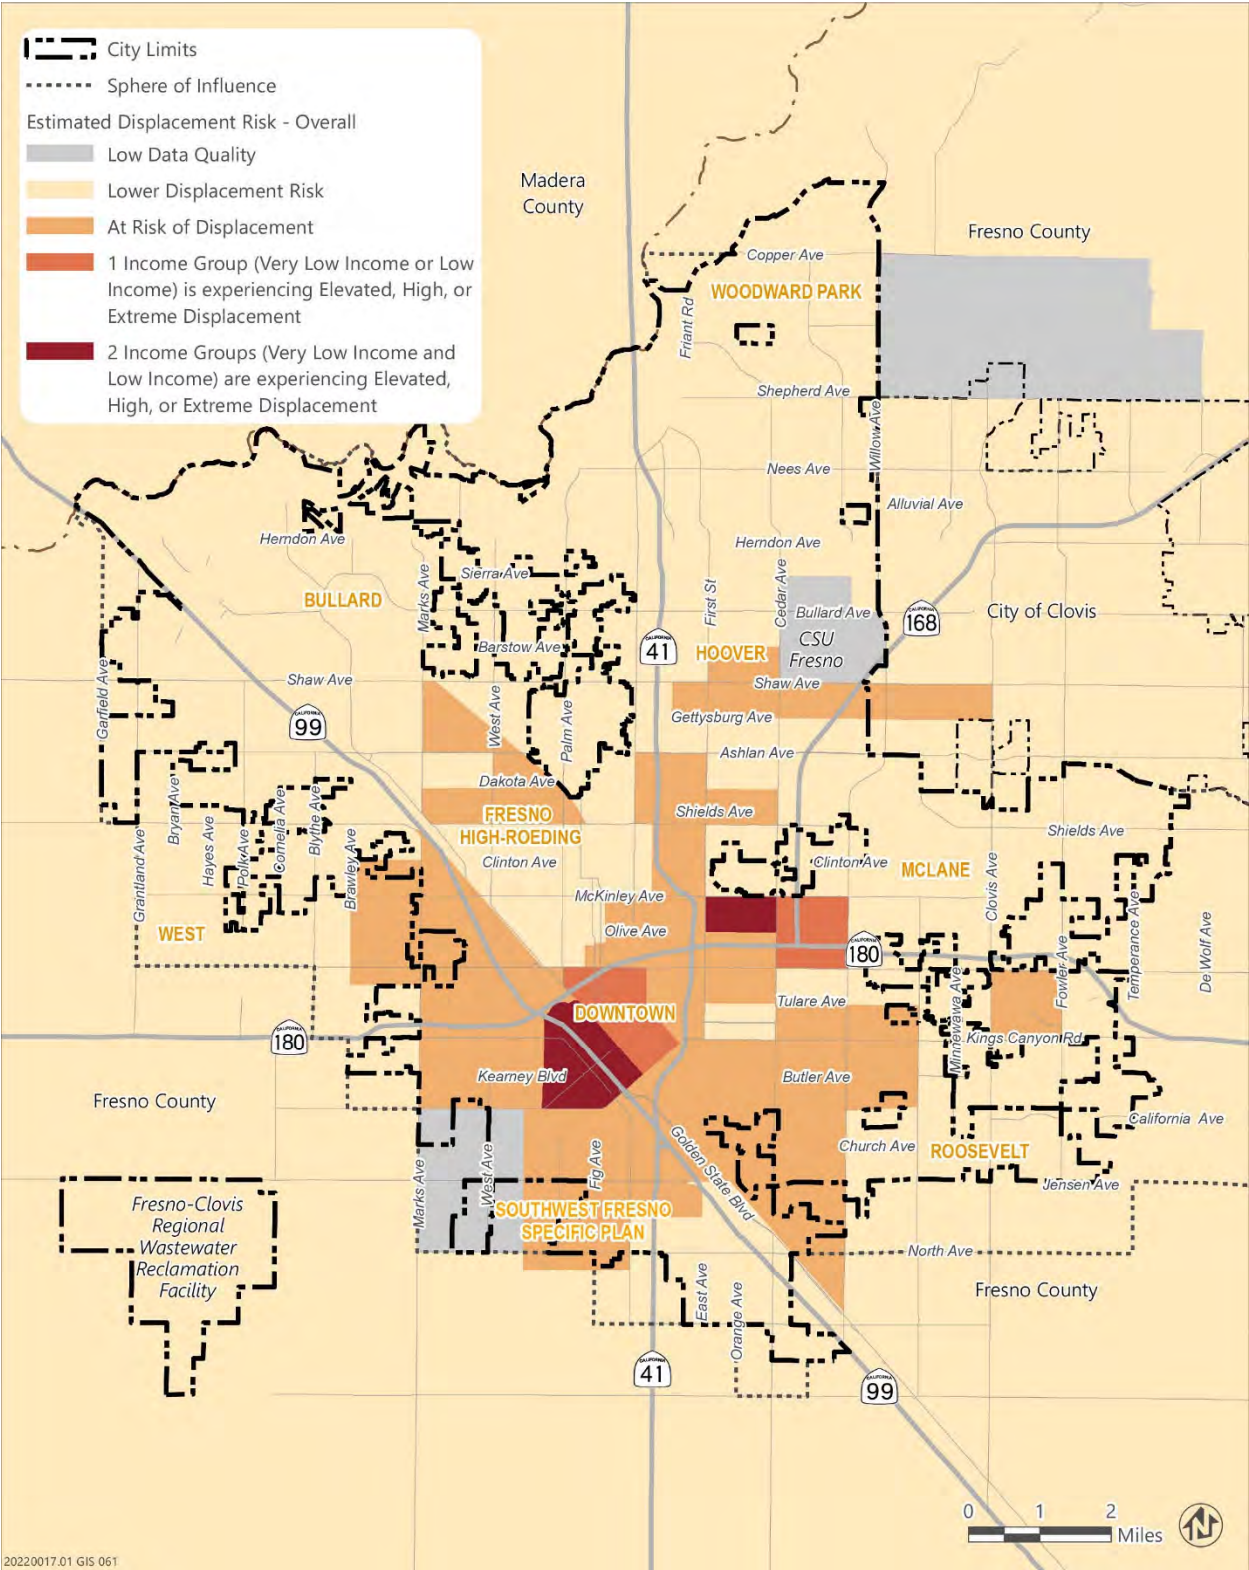 City Limits
Sphere of Influence
Estimated Displacement Risk - Overall
Low Data Quality
Lower Displacement Risk
At Risk of Displacement
1 Income Group (Very Low Income or Low
Income) is experiencing Elevated, High, or
Extreme Displacement
2 Income Groups (Very Low Income and
Low Income) are experiencing Elevated,
High, or Extreme Displacement
Madera
County
Fresno County
Copper Ave
WOODWARD PARK
Friant Rd
Shepherd Ave
Willow Ave
Nees Ave
Alluvial Ave
Herndon Ave
Herndon Ave
Sierra Ave
Marks Ave
BULLARD
First St
Cedar Ave
Bullard Ave
CSU
Fresno
CALIFORNIA
168
City of Clovis
Barstow Ave
CALIFORNIA
41
HOOVER
Shaw Ave
Shaw Ave
Garfield Ave
CALIFORNIA
99
West Ave
Palm Ave
Gettysburg Ave
Ashlan Ave
Dakota Ave
FRESNO
HIGH-ROEDING
Shields Ave
Shields Ave
Bryan Ave
Hayes Ave
Polk Ave
Cornelia Ave
Blythe Ave
Brawley Ave
Grantland Ave
Clinton Ave
Clinton Ave
MCLANE
Clovis Ave
McKinley Ave
Olive Ave
WEST
CALIFORNIA
180
Minnewawa Ave
Fowler Ave
Temperance Ave
De Wolf Ave
DOWNTOWN
Tulare Ave
CALIFORNIA
180
Kings Canyon Rd
Kearney Blvd
Butler Ave
Fresno County
California Ave
Church Ave
ROOSEVELT
Golden State Blvd
Fig Ave
Marks Ave
West Ave
Jensen Ave
Fresno-Clovis
Regional
Wastewater
Reclamation
Facility
SOUTHWEST FRESNO
SPECIFIC PLAN
North Ave
East Ave
Orange Ave
Fresno County
CALIFORNIA
41
CALIFORNIA
99
0 1 2
Miles
N
20220017.01 GIS 061